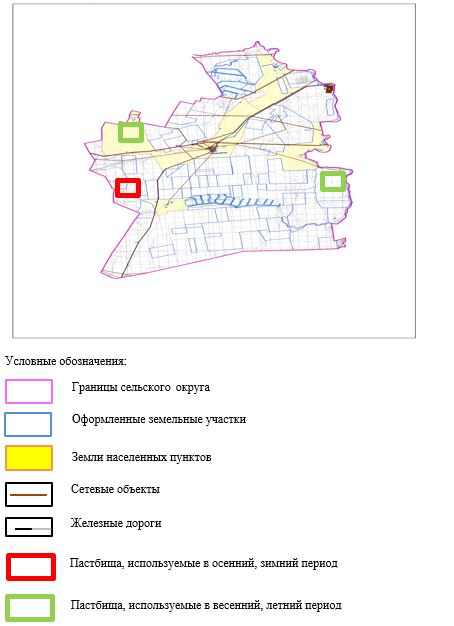 Условные обозначения:
Границы сельского округа
Оформленные земельные участки
Земли населенных пунктов
Сетевые объекты
Железные дороги
Пастбища, используемые в осенний, зимний период
Пастбища, используемые в весенний, летний период